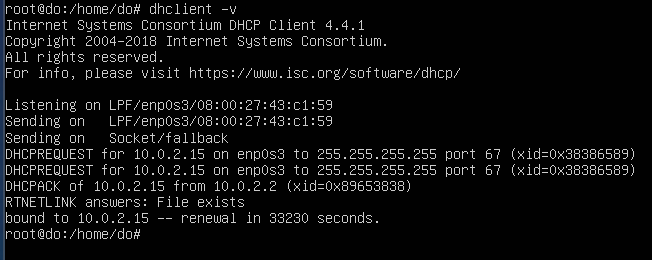 root@do:/home/do# dhclient -v
Internet Systems Consortium DHCP Client 4.4.1
Copyright 2004-2018 Internet Systems Consortium.
All rights reserved.
For info, please visit https://www.isc.org/software/dhcp/

Listening on LPF/enp0s3/08:00:27:43:c1:59
Sending on   LPF/enp0s3/08:00:27:43:c1:59
Sending on   Socket/fallback
DHCPREQUEST for 10.0.2.15 on enp0s3 to 255.255.255.255 port 67 (xid=0x38386589)
DHCPREQUEST for 10.0.2.15 on enp0s3 to 255.255.255.255 port 67 (xid=0x38386589)
DHCPACK of 10.0.2.15 from 10.0.2.2 (xid=0x89653838)
RTNETLINK answers: File exists
bound to 10.0.2.15 -- renewal in 33230 seconds.
root@do:/home/do#